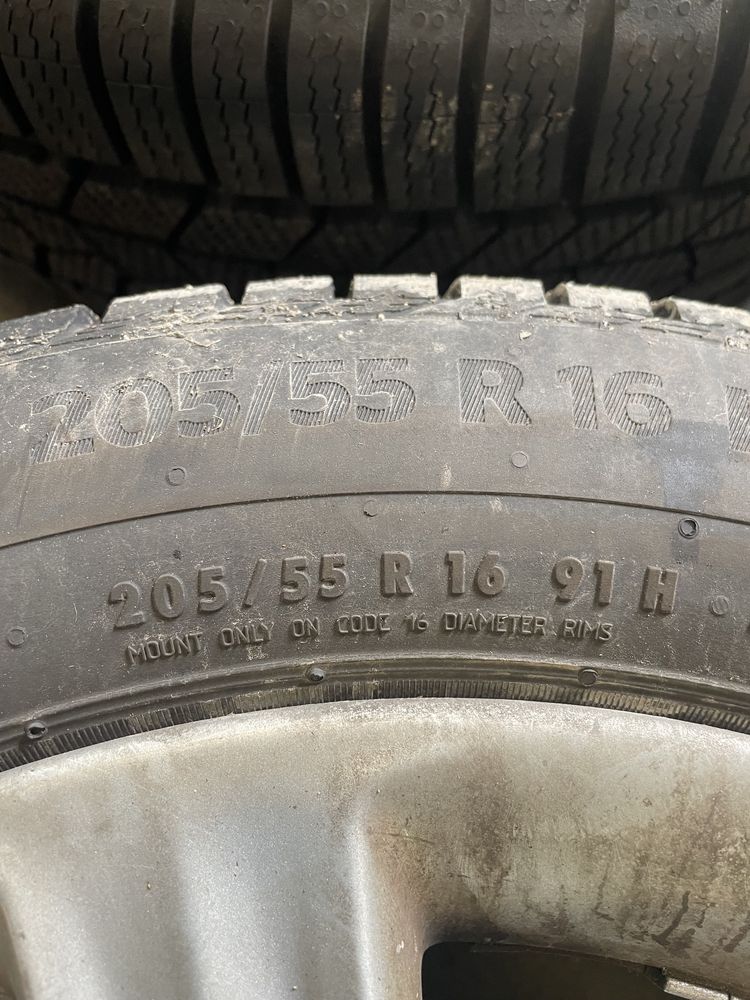 205/55 R 16
205/55 R 16 91 H
MOUNT ONLY ON CODE 16 DIAMETER RIMS